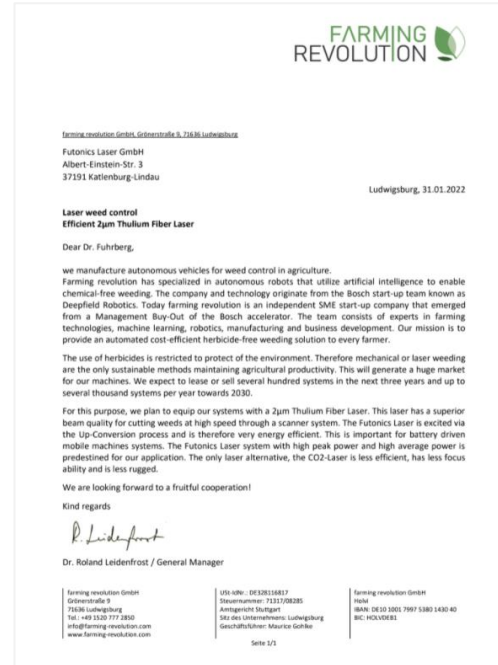 FARMING
REVOLUTION
farming revolution GmbH, Grönerstraße 9, 71636 Ludwigsburg
Futonics Laser GmbH
Albert-Einstein-Str. 3
37191 Katlenburg-Lindau
Ludwigsburg, 31.01.2022
Laser weed control
Efficient 2µm Thulium Fiber Laser
Dear Dr. Fuhrberg,
we manufacture autonomous vehicles for weed control in agriculture.
Farming revolution has specialized in autonomous robots that utilize artificial intelligence to enable
chemical-free weeding. The company and technology originate from the Bosch start-up team known as
Deepfield Robotics. Today farming revolution is an independent SME start-up company that emerged
from a Management Buy-Out of the Bosch accelerator. The team consists of experts in farming
technologies, machine learning, robotics, manufacturing and business development. Our mission is to
provide an automated cost-efficient herbicide-free weeding solution to every farmer.
The use of herbicides is restricted to protect of the environment. Therefore mechanical or laser weeding
are the only sustainable methods maintaining agricultural productivity. This will generate a huge market
for our machines. We expect to lease or sell several hundred systems in the next three years and up to
several thousand systems per year towards 2030.
For this purpose, we plan to equip our systems with a 2µm Thulium Fiber Laser. This laser has a superior
beam quality for cutting weeds at high speed through a scanner system. The Futonics Laser is excited via
the Up-Conversion process and is therefore very energy efficient. This is important for battery driven
mobile machines systems. The Futonics Laser system with high peak power and high average power is
predestined for our application. The only laser alternative, the CO2-Laser is less efficient, has less focus
ability and is less rugged.
We are looking forward to a fruitful cooperation!
Kind regards
R. Leidenfrost
Dr. Roland Leidenfrost / General Manager
farming revolution GmbH
Grönerstraße 9
71636 Ludwigsburg
Tel.: +49 1520 777 2850
info@farming-revolution.com
www.farming-revolution.com
USt-IdNr.: DE328116817
Steuernummer: 71317/08285
Amtsgericht Stuttgart
Sitz des Unternehmens: Ludwigsburg
Geschäftsführer: Maurice Gohlke
farming revolution GmbH
Holvi
IBAN: DE10 1001 7997 5380 1430 40
BIC: HOLVDEB1
Seite 1/1